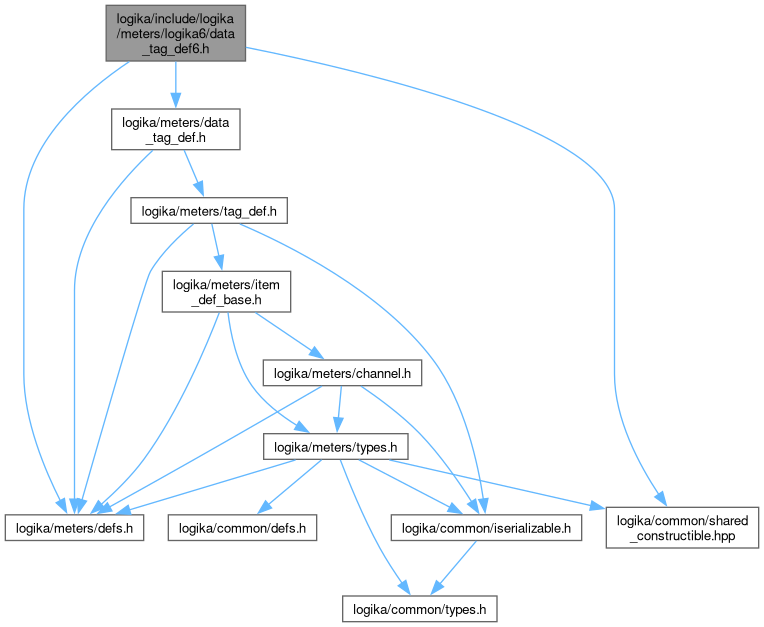 logika/include/logika
/meters/logika6/data
_tag_def6.h
logika/meters/data
_tag_def.h
logika/meters/tag_def.h
logika/meters/item
_def_base.h
logika/meters/channel.h
logika/meters/types.h
logika/meters/defs.h
logika/common/defs.h
logika/common/iserializable.h
logika/common/shared
_constructible.hpp
logika/common/types.h